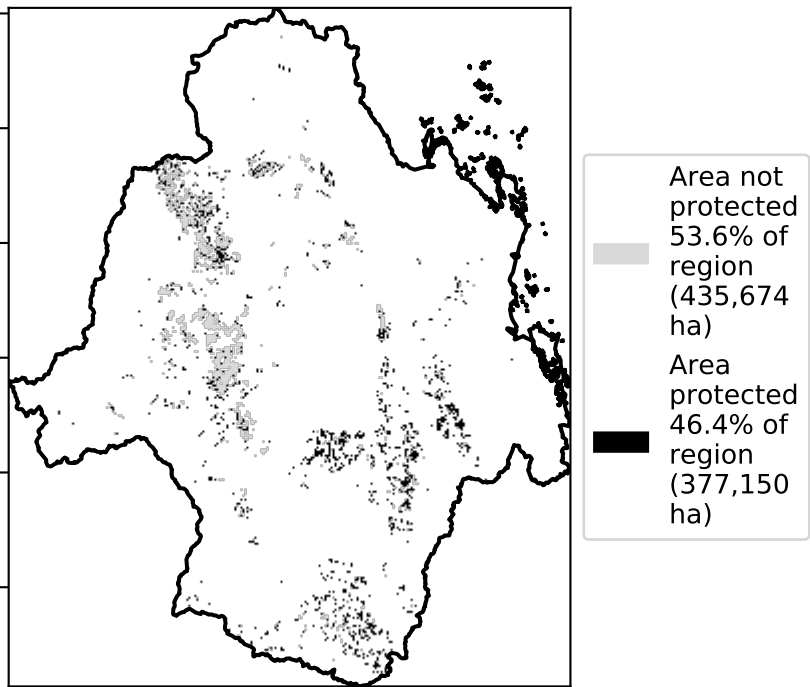 Area not
protected
53.6% of
region
(435,674
ha)
Area
protected
46.4% of
region
(377,150
ha)